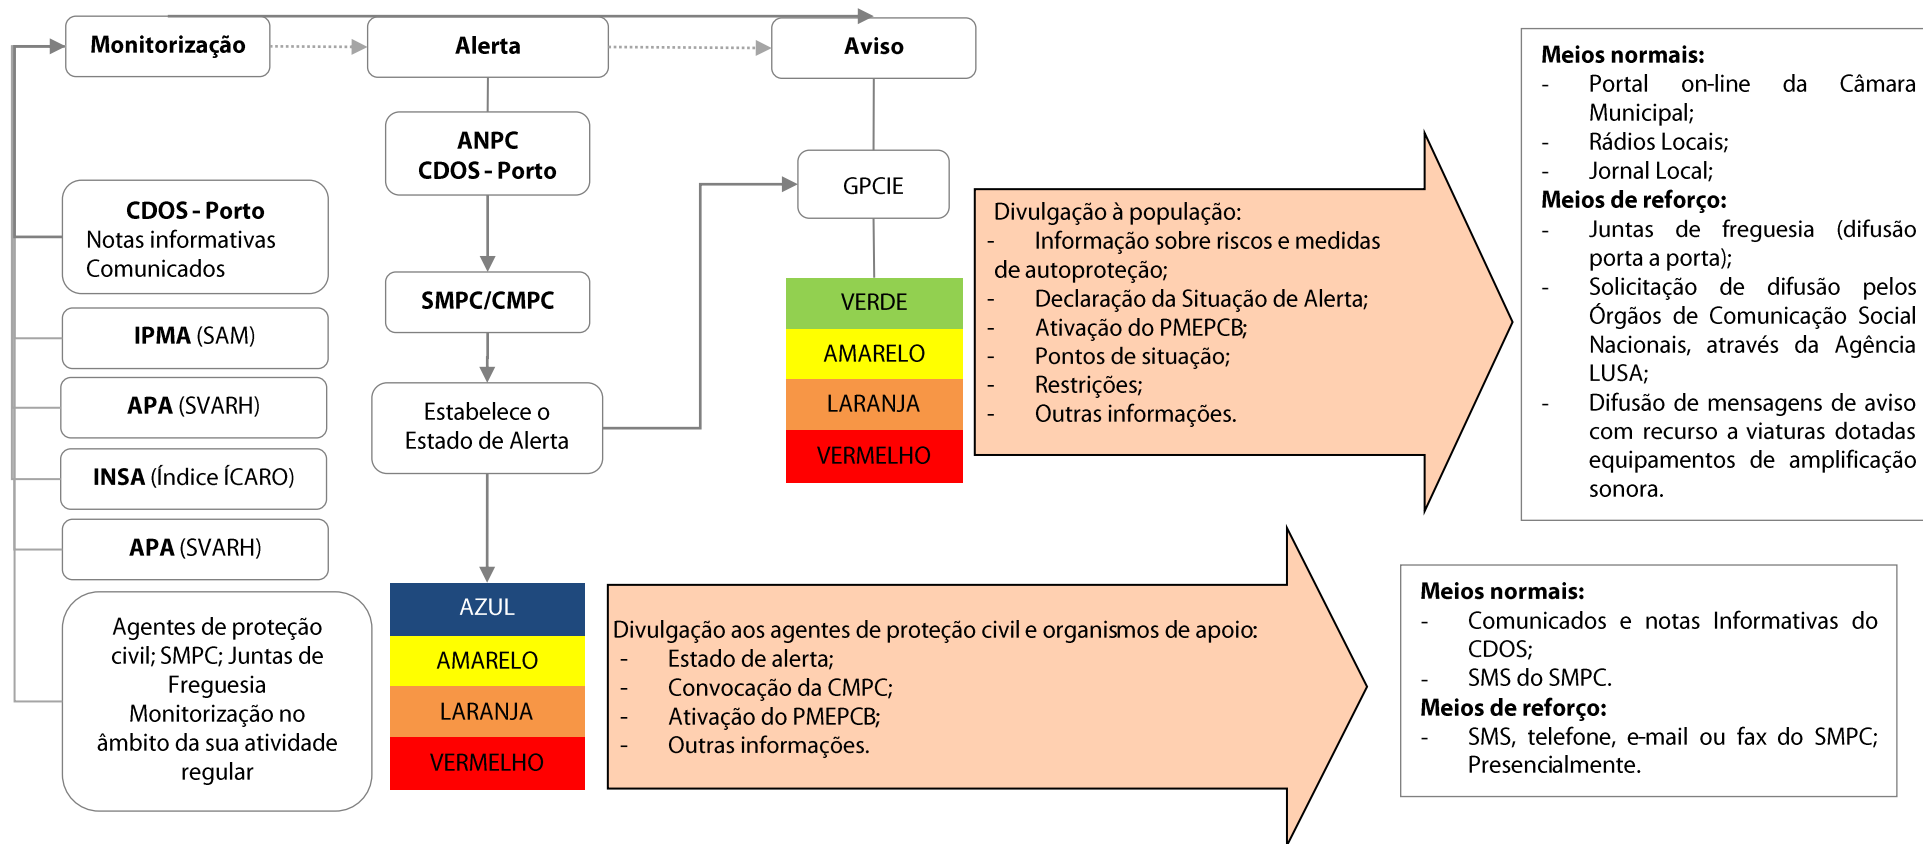 Monitorização
Alerta
Aviso
CDOS - Porto
Notas informativas
Comunicados
IPMA (SAM)
APA (SVARH)
INSA (Índice ÍCARO)
APA (SVARH)
Agentes de proteção
civil; SMPC; Juntas de
Freguesia
Monitorização no
âmbito da sua atividade
regular
ANPC
CDOS - Porto
SMPC/CMPC
Estabelece o
Estado de Alerta
AZUL
AMARELO
LARANJA
VERMELHO
GPCIE
VERDE
AMARELO
LARANJA
VERMELHO
Divulgação à população:
- Informação sobre riscos e medidas
de autoproteção;
- Declaração da Situação de Alerta;
- Ativação do PMEPCB;
- Pontos de situação;
- Restrições;
- Outras informações.
Meios normais:
- Portal on-line da Câmara
Municipal;
- Rádios Locais;
- Jornal Local;
Meios de reforço:
- Juntas de freguesia (difusão
porta a porta);
- Solicitação de difusão pelos
Órgãos de Comunicação Social
Nacionais, através da Agência
LUSA;
- Difusão de mensagens de aviso
com recurso a viaturas dotadas
equipamentos de amplificação
sonora.
Divulgação aos agentes de proteção civil e organismos de apoio:
- Estado de alerta;
- Convocação da CMPC;
- Ativação do PMEPCB;
- Outras informações.
Meios normais:
- Comunicados e notas Informativas do
CDOS;
- SMS do SMPC.
Meios de reforço:
- SMS, telefone, e-mail ou fax do SMPC;
Presencialmente.